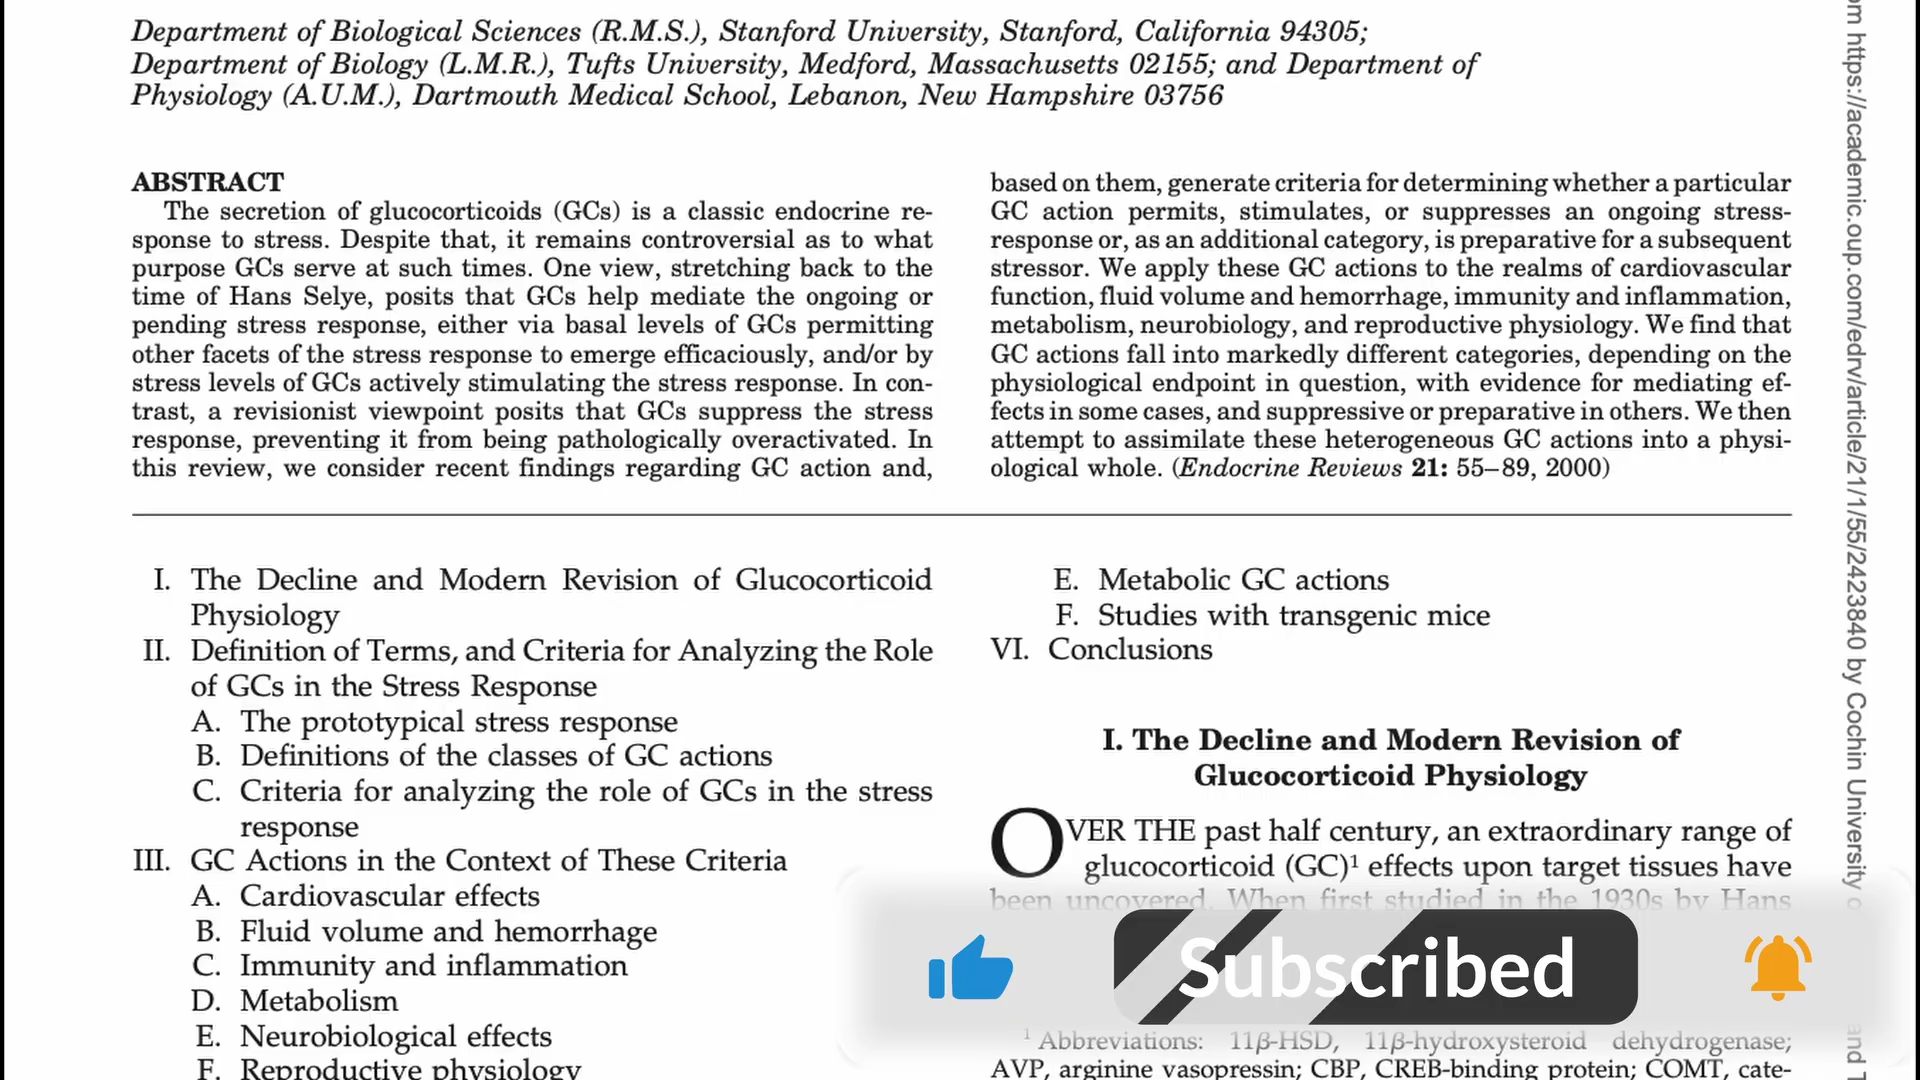 Department of Biological Sciences (R.M.S.), Stanford University, Stanford, California 94305;
Department of Biology (L.M.R.), Tufts University, Medford, Massachusetts 02155; and Department of
Physiology (A.U.M.), Dartmouth Medical School, Lebanon, New Hampshire 03756
ABSTRACT
The secretion of glucocorticoids (GCs) is a classic endocrine re-
sponse to stress. Despite that, it remains controversial as to what
purpose GCs serve at such times. One view, stretching back to the
time of Hans Selye, posits that GCs help mediate the ongoing or
pending stress response, either via basal levels of GCs permitting
other facets of the stress response to emerge efficaciously, and/or by
stress levels of GCs actively stimulating the stress response. In con-
trast, a revisionist viewpoint posits that GCs suppress the stress
response, preventing it from being pathologically overactivated. In
this review, we consider recent findings regarding GC action and,
based on them, generate criteria for determining whether a particular
GC action permits, stimulates, or suppresses an ongoing stress-
response or, as an additional category, is preparative for a subsequent
stressor. We apply these GC actions to the realms of cardiovascular
function, fluid volume and hemorrhage, immunity and inflammation,
metabolism, neurobiology, and reproductive physiology. We find that
GC actions fall into markedly different categories, depending on the
physiological endpoint in question, with evidence for mediating ef-
fects in some cases, and suppressive or preparative in others. We then
attempt to assimilate these heterogeneous GC actions into a physi-
ological whole. (Endocrine Reviews 21: 55–89, 2000)
I. The Decline and Modern Revision of Glucocorticoid
Physiology
II. Definition of Terms, and Criteria for Analyzing the Role
of GCs in the Stress Response
A. The prototypical stress response
B. Definitions of the classes of GC actions
C. Criteria for analyzing the role of GCs in the stress
response
III. GC Actions in the Context of These Criteria
A. Cardiovascular effects
B. Fluid volume and hemorrhage
C. Immunity and inflammation
D. Metabolism
E. Neurobiological effects
F. Reproductive physiology
E. Metabolic GC actions
F. Studies with transgenic mice
VI. Conclusions
I. The Decline and Modern Revision of
Glucocorticoid Physiology
OVER THE past half century, an extraordinary range of
glucocorticoid (GC)¹ effects upon target tissues have
been uncovered. When first studied in the 1930s by Hans
Subscribed
¹ Abbreviations: 11β-HSD, 11β-hydroxysteroid dehydrogenase;
AVP, arginine vasopressin; CBP, CREB-binding protein; COMT, cate-
https://academic.oup.com/edrv/article/21/1/55/2423840 by Cochin University